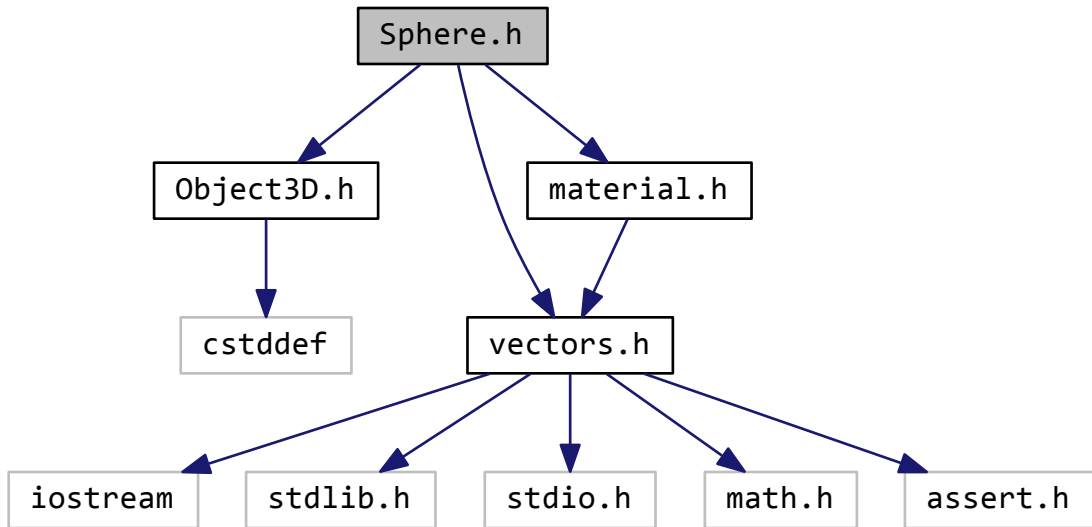 Sphere.h
Object3D.h
material.h
cstddef
vectors.h
iostream
stdlib.h
stdio.h
math.h
assert.h